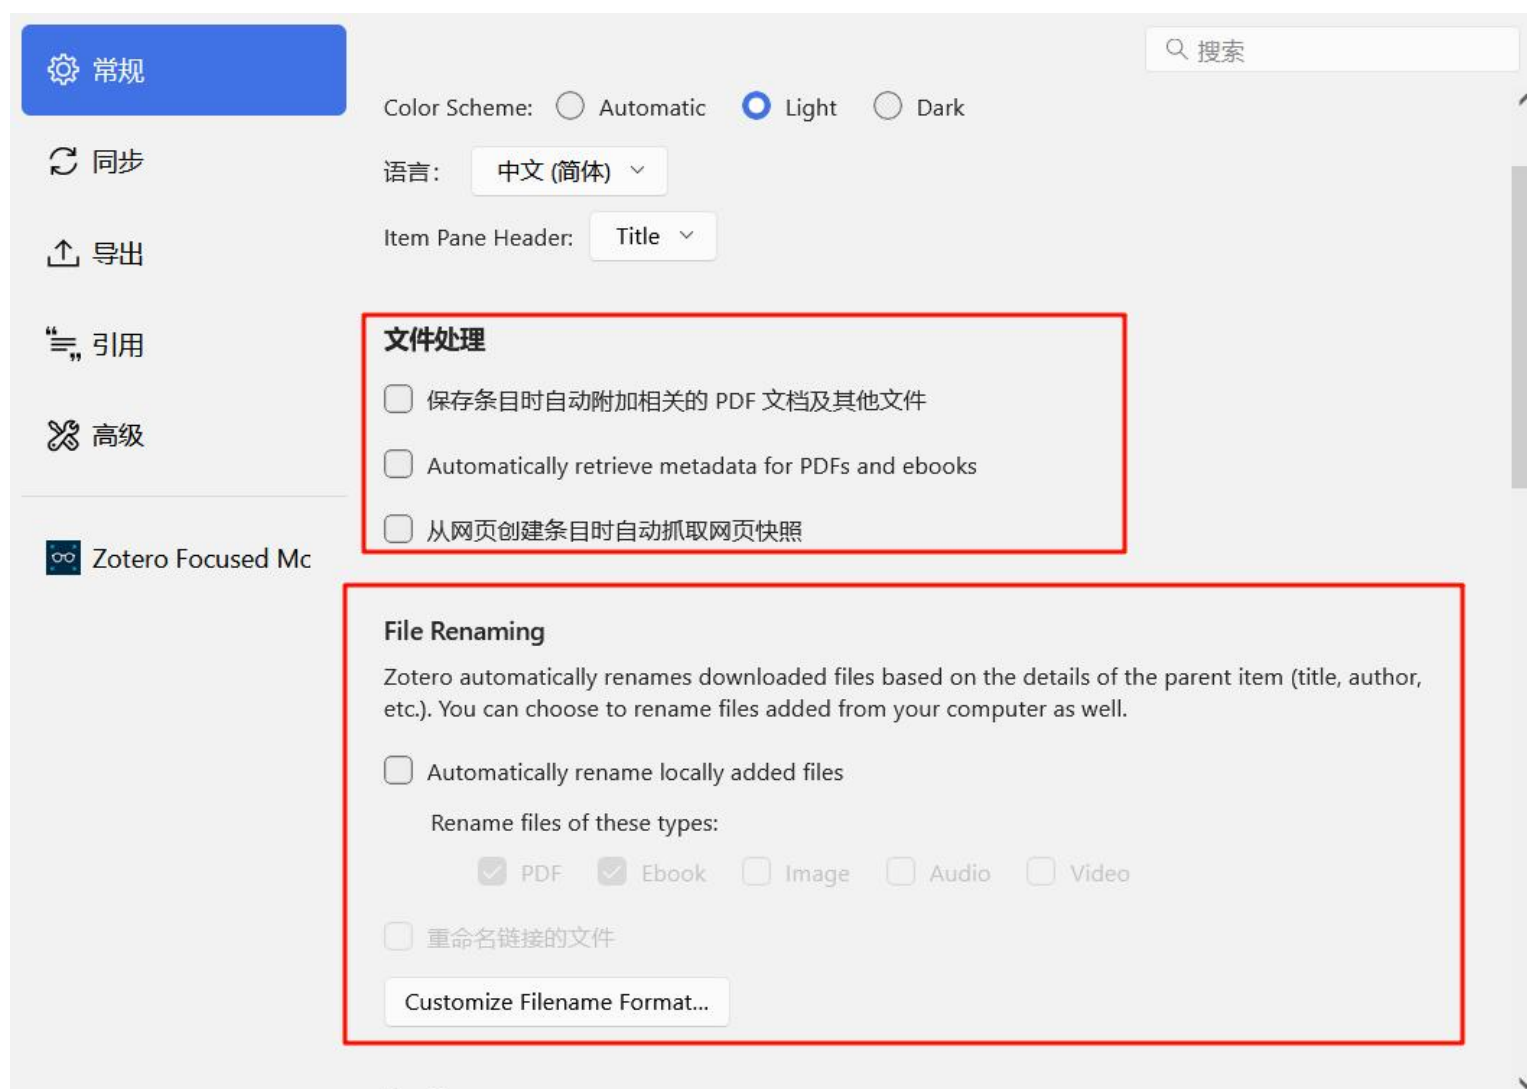 常规
搜索
Color Scheme: Automatic Light Dark
同步
语言： 中文 (简体)
Item Pane Header: Title
导出
文件处理
引用
保存条目时自动附加相关的 PDF 文档及其他文件
高级
Automatically retrieve metadata for PDFs and ebooks
从网页创建条目时自动抓取网页快照
Zotero Focused Mc
File Renaming
Zotero automatically renames downloaded files based on the details of the parent item (title, author,
etc.). You can choose to rename files added from your computer as well.
Automatically rename locally added files
Rename files of these types:
PDF Ebook Image Audio Video
重命名链接的文件
Customize Filename Format...